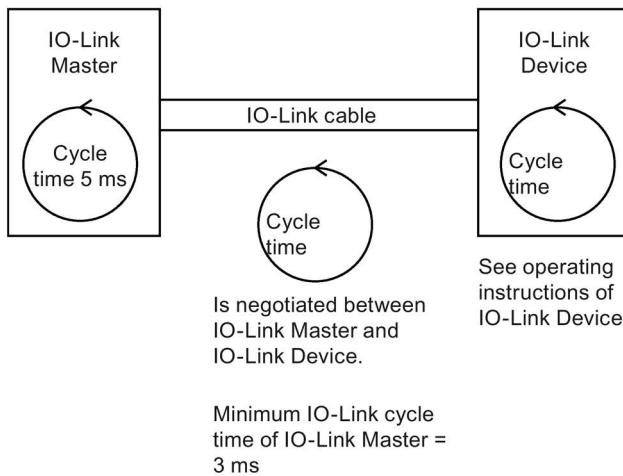 IO-Link
Master
IO-Link
Device
IO-Link cable
Cycle
time 5 ms
Cycle
time
Cycle
time
Is negotiated between
IO-Link Master and
IO-Link Device.
See operating
instructions of
IO-Link Device
Minimum IO-Link cycle
time of IO-Link Master =
3 ms